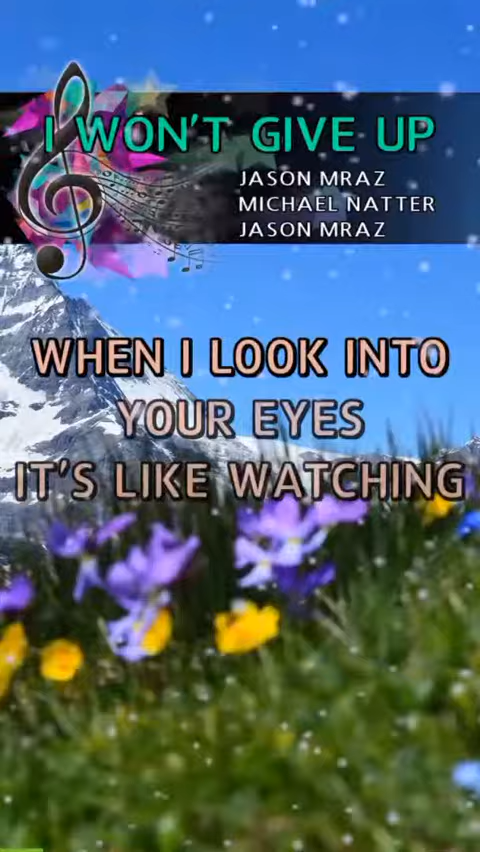 I WON'T GIVE UP
JASON MRAZ
MICHAEL NATTER
JASON MRAZ
WHEN I LOOK INTO
YOUR EYES
IT'S LIKE WATCHING